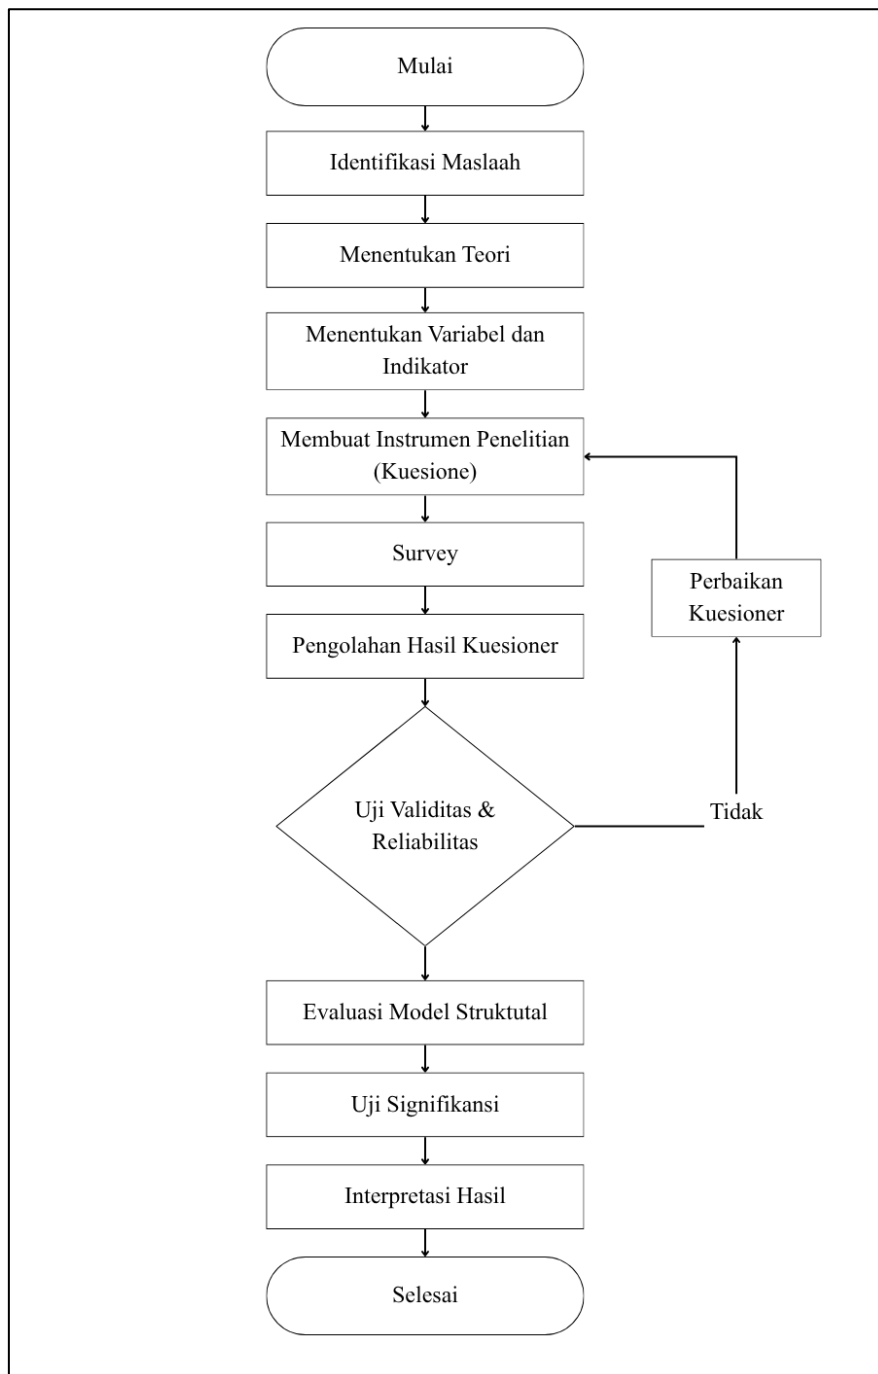 Mulai
Identifikasi Maslaah
Menentukan Teori
Menentukan Variabel dan
Indikator
Membuat Instrumen Penelitian
(Kuesione)
Survey
Perbaikan
Kuesioner
Pengolahan Hasil Kuesioner
Uji Validitas &
Reliabilitas
Tidak
Evaluasi Model Struktutal
Uji Signifikansi
Interpretasi Hasil
Selesai